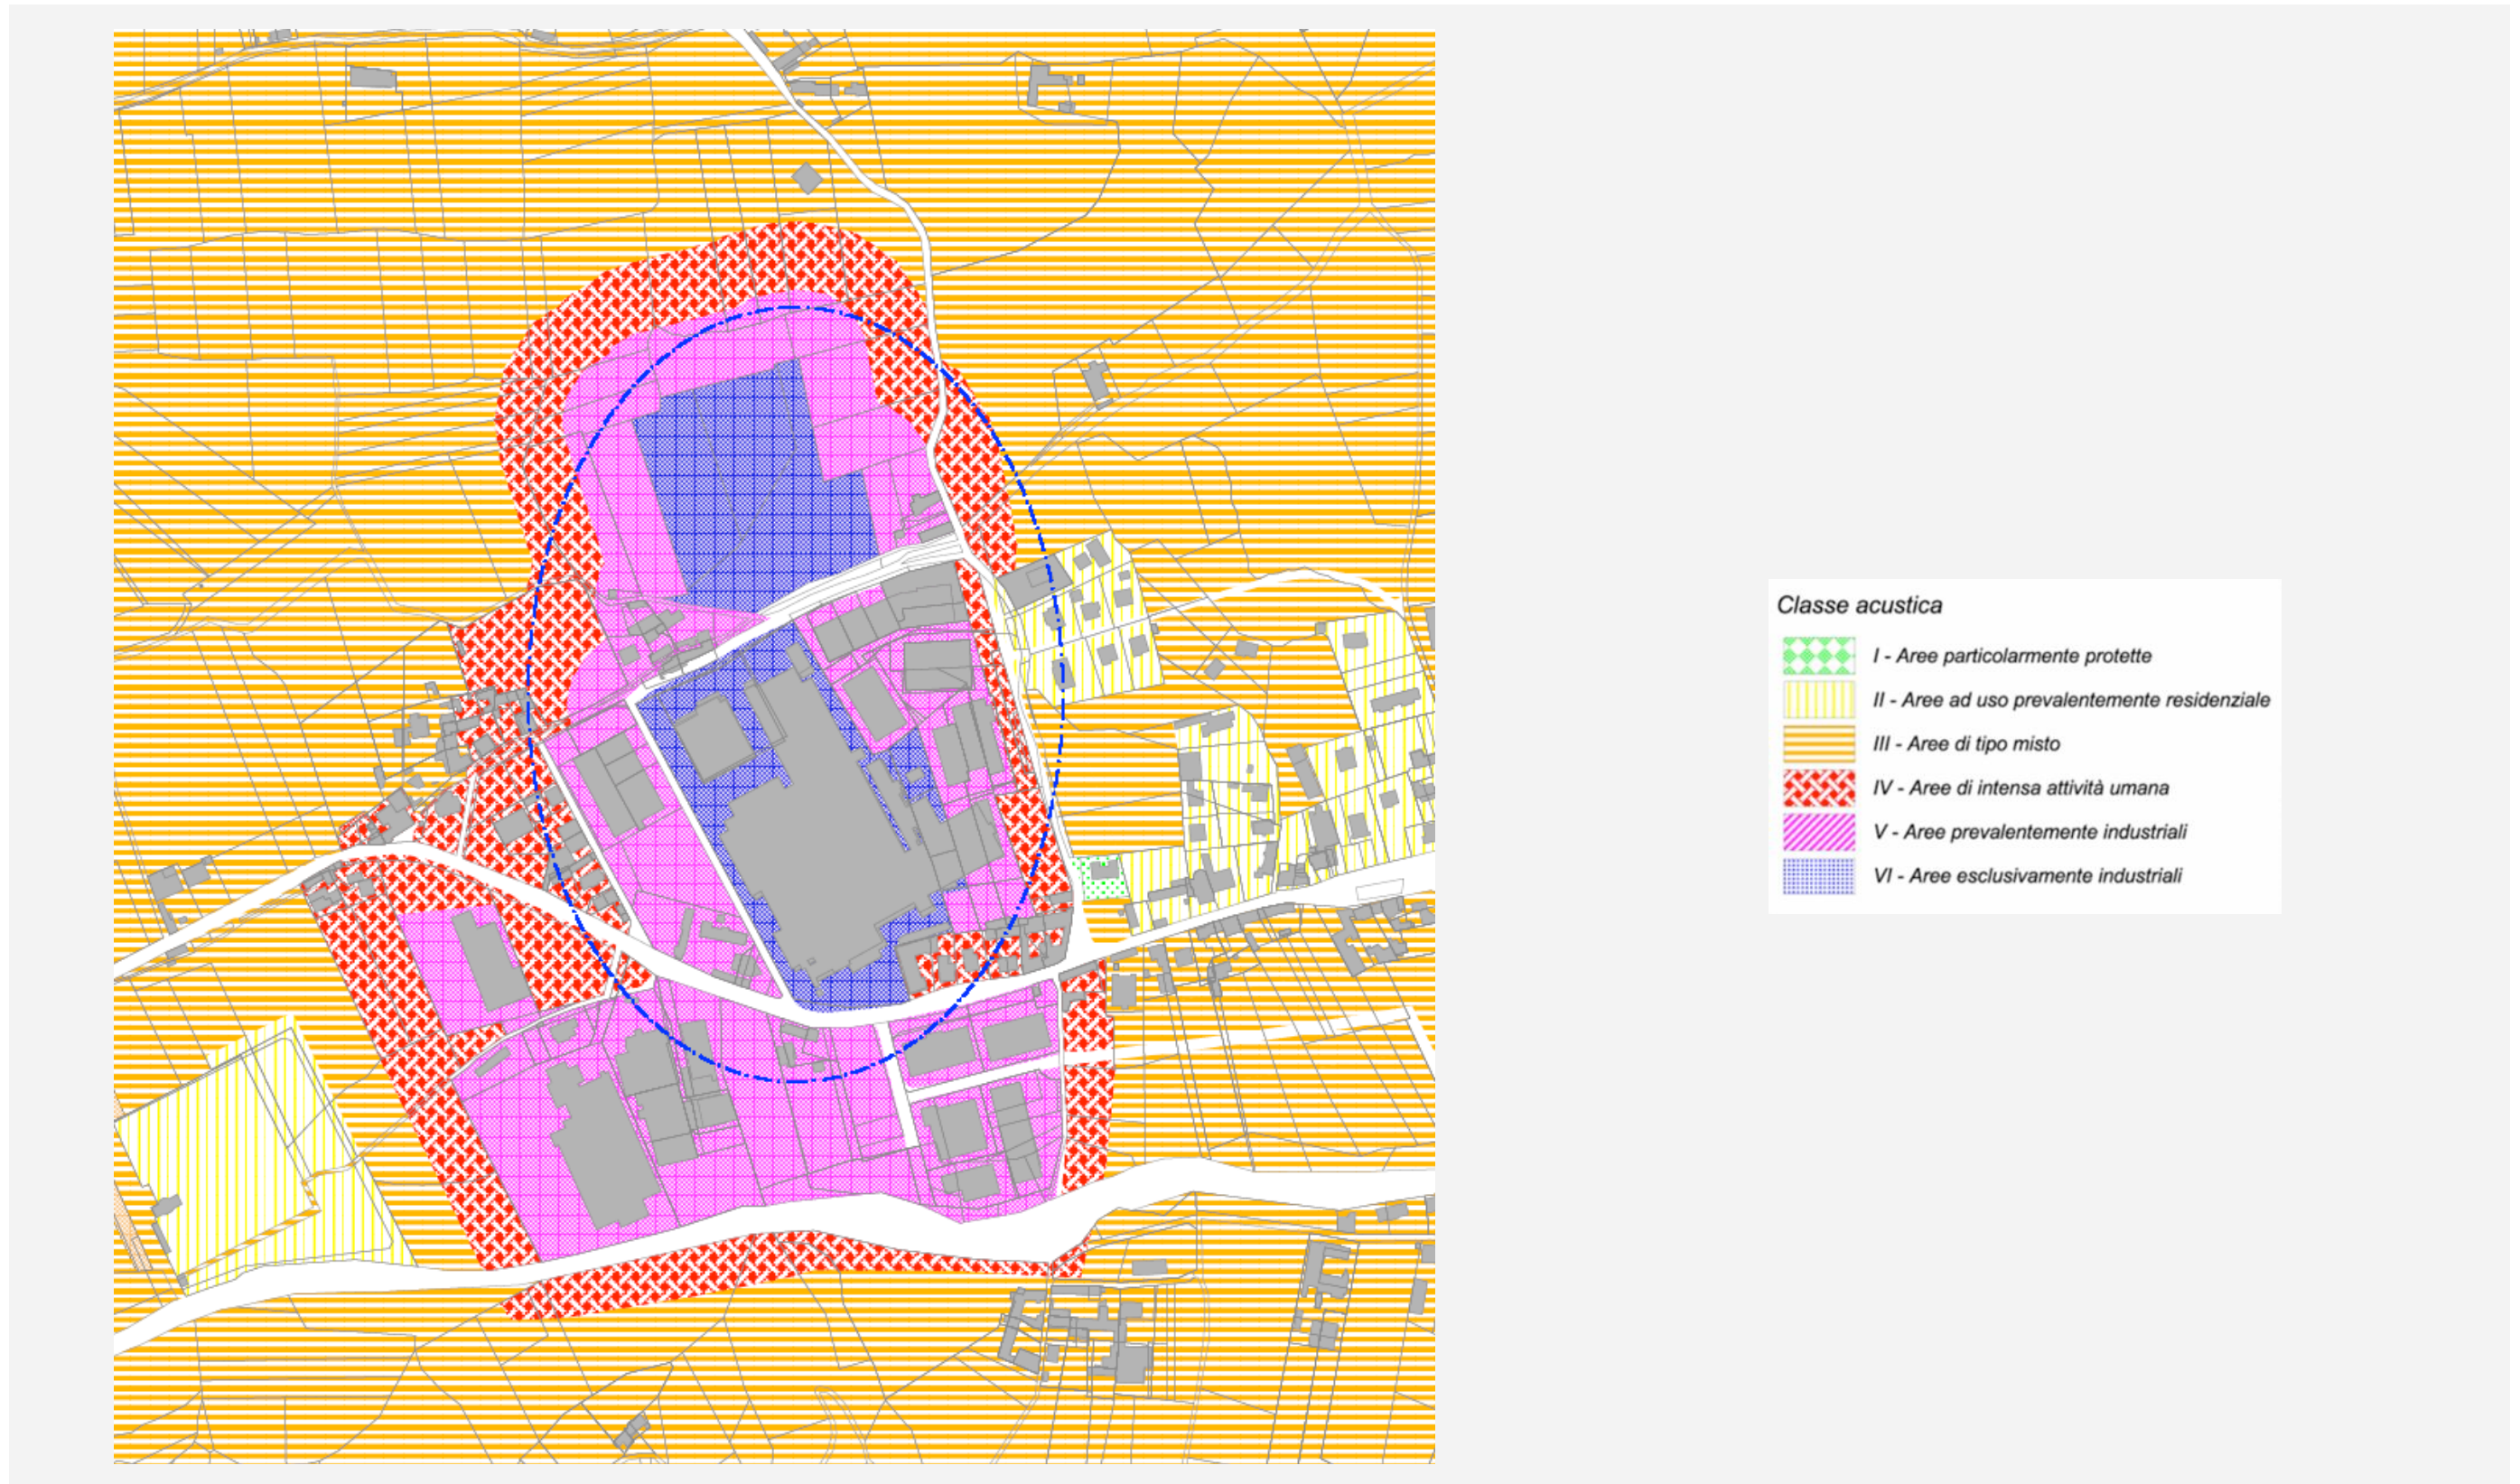 Classe acustica
I - Aree particolarmente protette
II - Aree ad uso prevalentemente residenziale
III - Aree di tipo misto
IV - Aree di intensa attività umana
V - Aree prevalentemente industriali
VI - Aree esclusivamente industriali